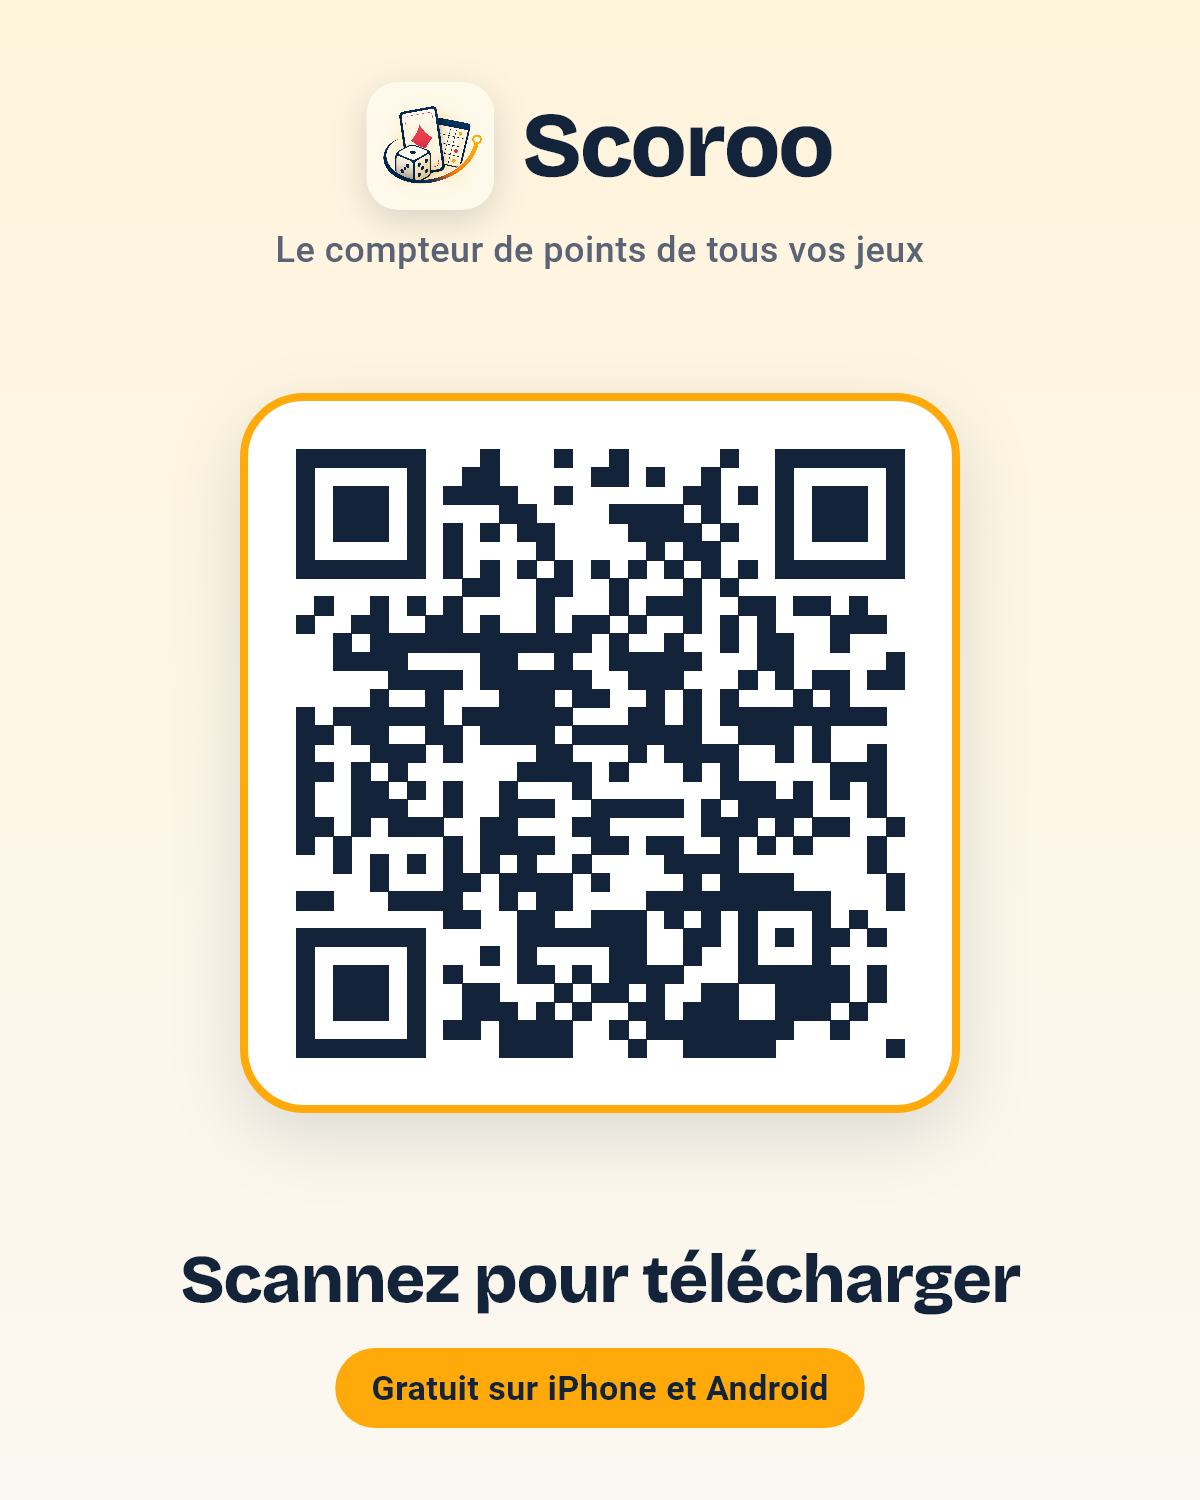 Scoroo
Le compteur de points de tous vos jeux
Scannez pour télécharger
Gratuit sur iPhone et Android